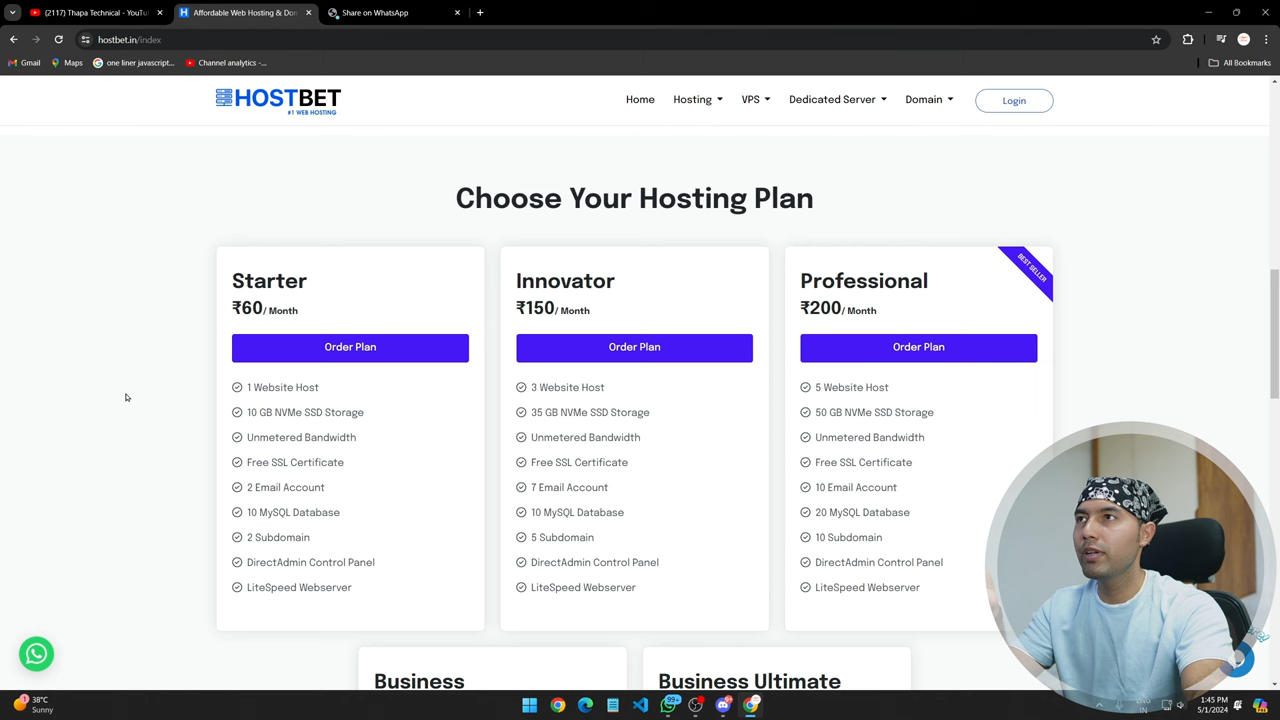 (2117) Thapa Technical - YouTu
Affordable Web Hosting & Don
Share on WhatsApp
hostbet.in/index
Gmail
Maps
one liner javascript...
Channel analytics -...
All Bookmarks
HOSTBET
#1 WEB HOSTING
Home
Hosting
VPS
Dedicated Server
Domain
Login
Choose Your Hosting Plan
Starter
₹60/ Month
Order Plan
1 Website Host
10 GB NVMe SSD Storage
Unmetered Bandwidth
Free SSL Certificate
2 Email Account
10 MySQL Database
2 Subdomain
DirectAdmin Control Panel
LiteSpeed Webserver
Innovator
₹150/ Month
Order Plan
3 Website Host
35 GB NVMe SSD Storage
Unmetered Bandwidth
Free SSL Certificate
7 Email Account
10 MySQL Database
5 Subdomain
DirectAdmin Control Panel
LiteSpeed Webserver
BEST SELLER
Professional
₹200/ Month
Order Plan
5 Website Host
50 GB NVMe SSD Storage
Unmetered Bandwidth
Free SSL Certificate
10 Email Account
20 MySQL Database
10 Subdomain
DirectAdmin Control Panel
LiteSpeed Webserver
Business
Business Ultimate
38°C
Sunny
99+
ENG
IN
1:45 PM
5/1/2024